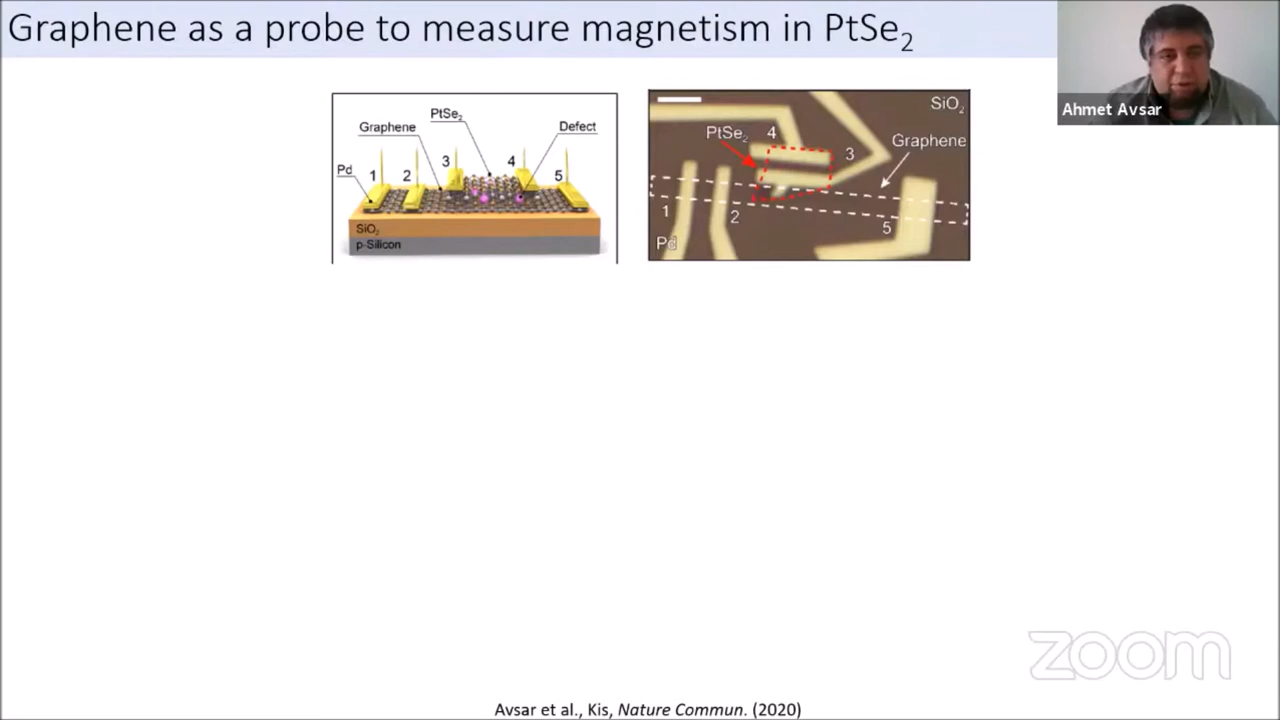 Graphene as a probe to measure magnetism in PtSe₂
Ahmet Avsar
PtSe₂
Graphene
Defect
Pd
1
2
3
4
5
SiO₂
p-Silicon
SiO₂
PtSe₂
4
Graphene
3
1
2
5
Pd
zoom
Avsar et al., Kis, Nature Commun. (2020)